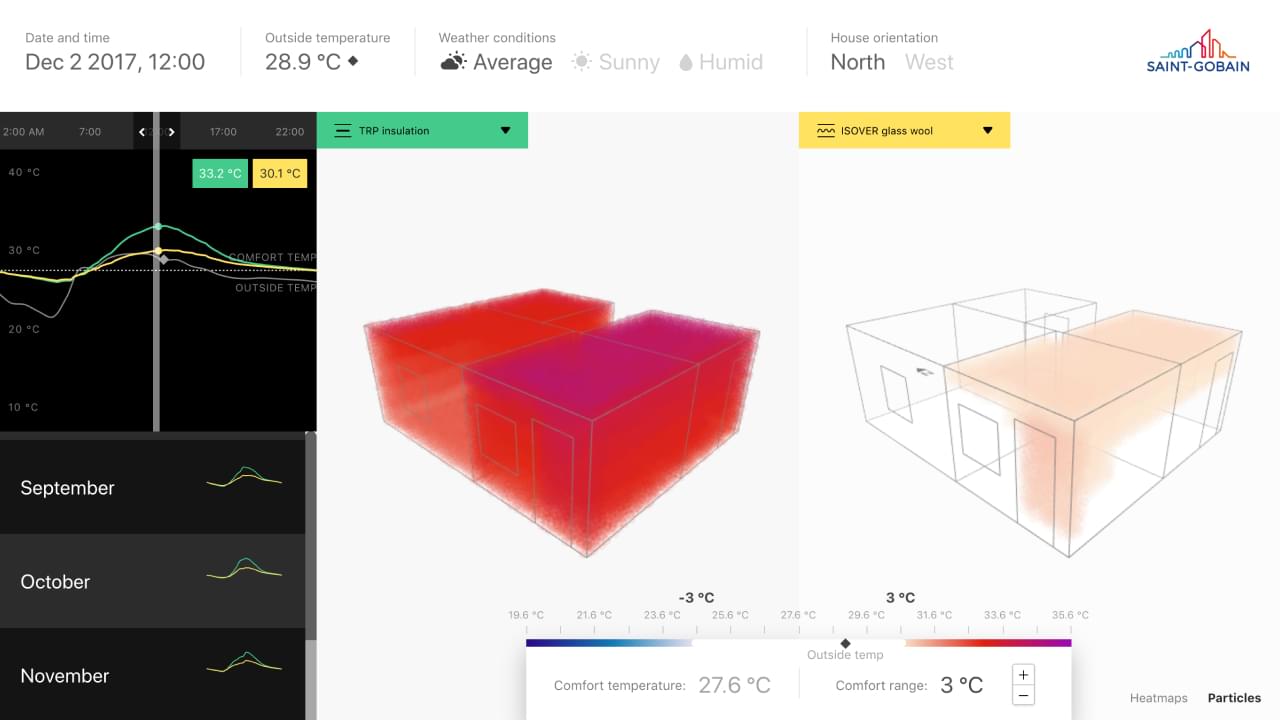 Date and time
Outside temperature
Weather conditions
House orientation
Dec 2 2017, 12:00
28.9 °C
Average
Sunny
Humid
North
West
SAINT-GOBAIN
2:00 AM
7:00
12:00
17:00
22:00
TRP insulation
ISOVER glass wool
40 °C
33.2 °C
30.1 °C
30 °C
COMFORT TEMP
OUTSIDE TEMP
20 °C
10 °C
September
October
November
-3 °C
3 °C
19.6 °C
21.6 °C
23.6 °C
25.6 °C
27.6 °C
29.6 °C
31.6 °C
33.6 °C
35.6 °C
Outside temp
Comfort temperature:
27.6 °C
Comfort range:
3 °C
+
−
Heatmaps
Particles